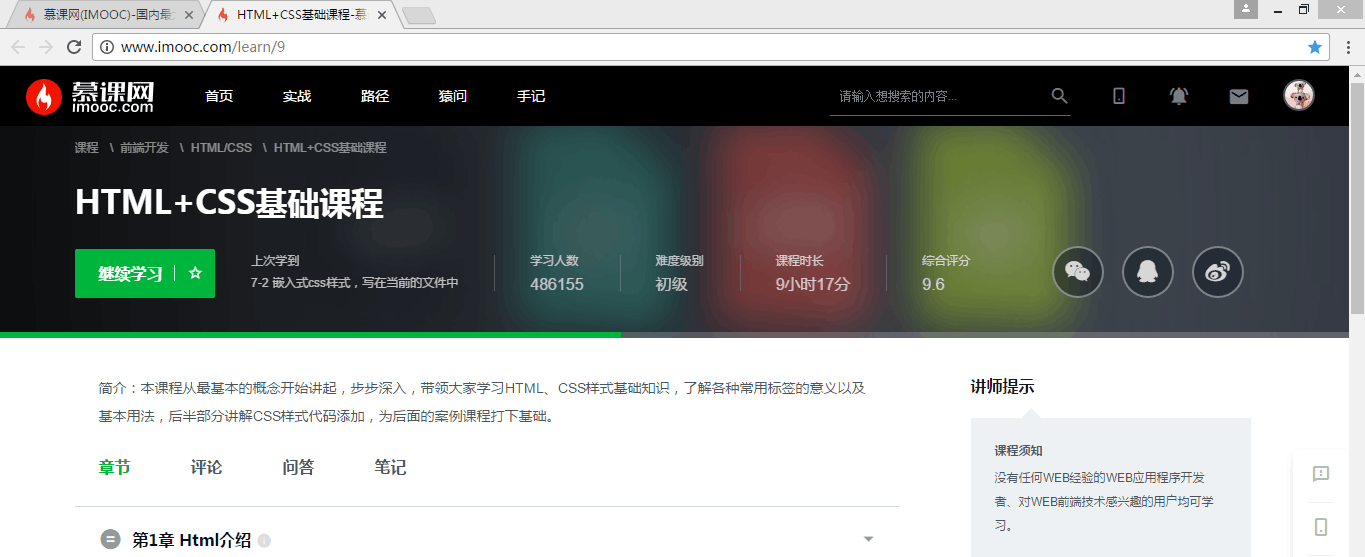 慕课网(IMOOC)-国内最
HTML+CSS基础课程-慕
www.imooc.com/learn/9
慕课网
imooc.com
首页 实战 路径 猿问 手记
请输入想搜索的内容...
课程 \ 前端开发 \ HTML/CSS \ HTML+CSS基础课程
HTML+CSS基础课程
继续学习
上次学到 学习人数 难度级别 课程时长 综合评分
7-2 嵌入式css样式，写在当前的文件中 486155 初级 9小时17分 9.6
简介：本课程从最基本的概念开始讲起，步步深入，带领大家学习HTML、CSS样式基础知识，了解各种常用标签的意义以及
基本用法，后半部分讲解CSS样式代码添加，为后面的案例课程打下基础。
章节 评论 问答 笔记
第1章 Html介绍
讲师提示
课程须知
没有任何WEB经验的WEB应用程序开发
者、对WEB前端技术感兴趣的用户均可学
习。